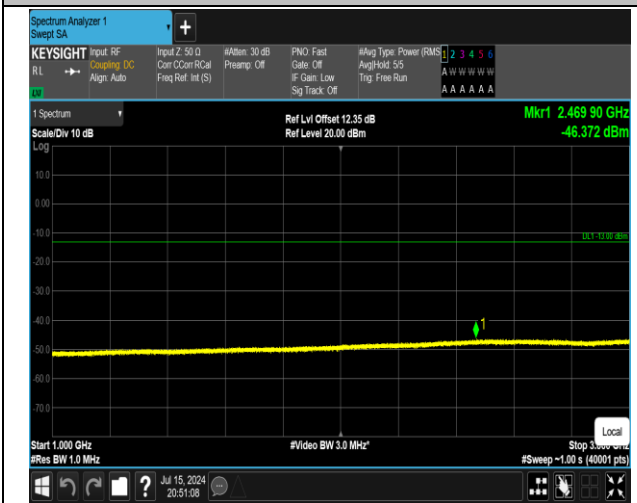 Spectrum Analyzer 1
Swept SA
+
KEYSIGHT
RL
Input: RF
Coupling: DC
Align: Auto
Input Z: 50 Ω
Corr CCorr RCal
Freq Ref: Int (S)
#Atten: 30 dB
Preamp: Off
PNO: Fast
Gate: Off
IF Gain: Low
Sig Track: Off
#Avg Type: Power (RMS
Avg|Hold: 5/5
Trig: Free Run
1 2 3 4 5 6
A W W W W W
A A A A A A
1 Spectrum
Scale/Div 10 dB
Log
Ref Lvl Offset 12.35 dB
Ref Level 20.00 dBm
Mkr1 2.469 90 GHz
-46.372 dBm
10.0
0.00
-10.0
DL1 -13.00 dBm
-20.0
-30.0
-40.0
1
-50.0
-60.0
-70.0
Local
Start 1.000 GHz
#Res BW 1.0 MHz
#Video BW 3.0 MHz*
Stop
#Sweep ~1.00 s (40001 pts)
?
Jul 15, 2024
20:51:08